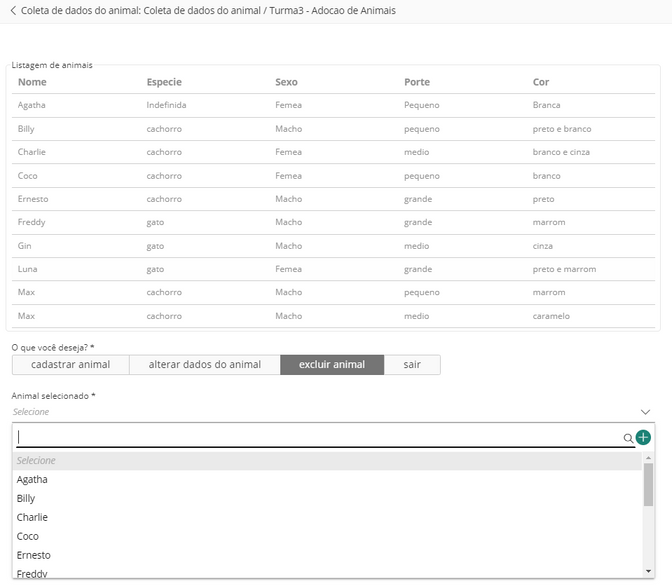 Coleta de dados do animal: Coleta de dados do animal / Turma3 - Adocao de Animais
Listagem de animais
Nome Especie Sexo Porte Cor
Agatha Indefinida Femea Pequeno Branca
Billy cachorro Macho pequeno preto e branco
Charlie cachorro Femea medio branco e cinza
Coco cachorro Femea pequeno branco
Ernesto cachorro Macho grande preto
Freddy gato Macho grande marrom
Gin gato Macho medio cinza
Luna gato Femea grande preto e marrom
Max cachorro Macho pequeno marrom
Max cachorro Macho medio caramelo
O que você deseja? *
cadastrar animal alterar dados do animal excluir animal sair
Animal selecionado *
Selecione
Selecione
Agatha
Billy
Charlie
Coco
Ernesto
Freddy